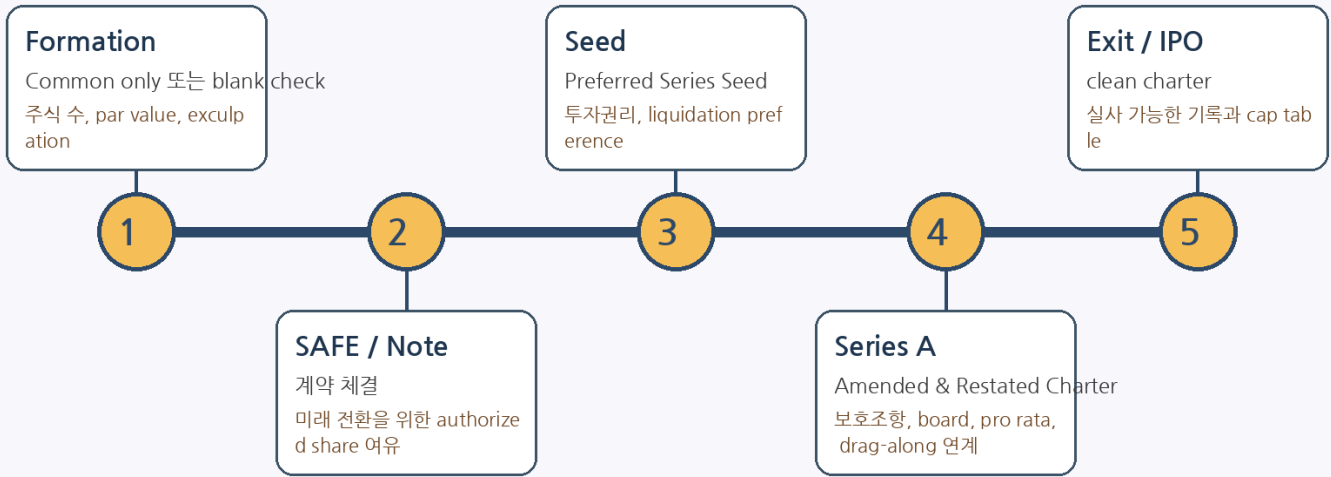 Formation
Common only 또는 blank check
주식 수, par value, exculp
ation
1
SAFE / Note
계약 체결
미래 전환을 위한 authorize
d share 여유
2
Seed
Preferred Series Seed
투자권리, liquidation pref
erence
3
Series A
Amended & Restated Charter
보호조항, board, pro rata,
drag-along 연계
4
Exit / IPO
clean charter
실사 가능한 기록과 cap tab
le
5